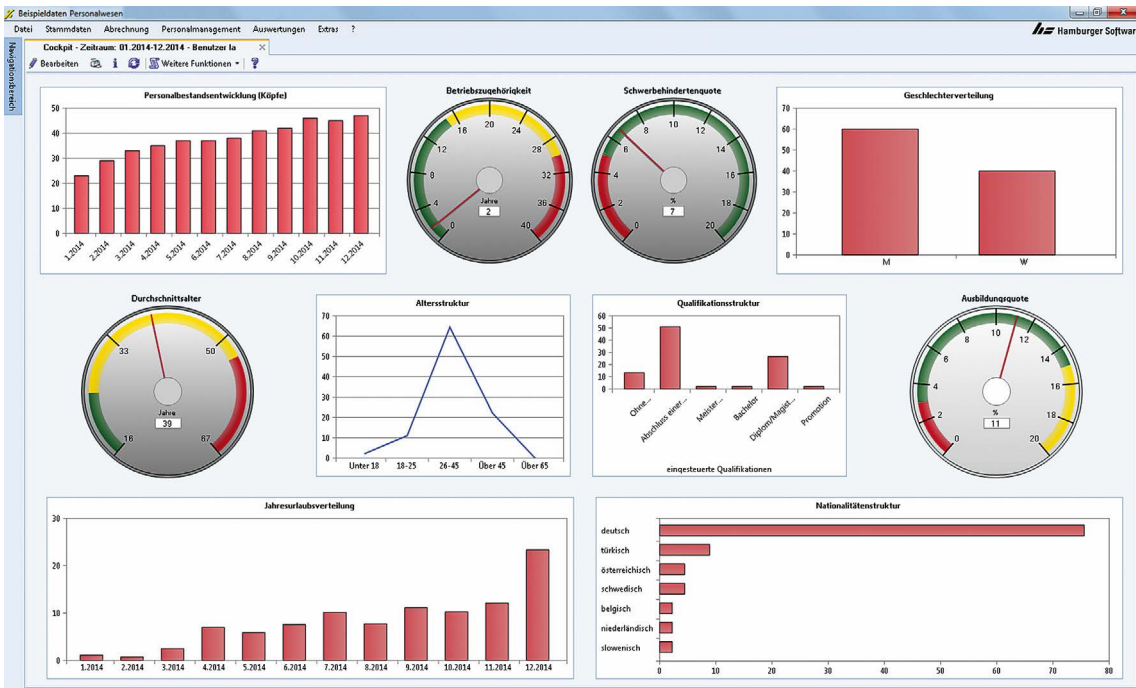 Beispieldaten Personalwesen
Datei Stammdaten Abrechnung Personalmanagement Auswertungen Extras ?
Hamburger Softwar
Navigationsbereich
Cockpit - Zeitraum: 01.2014-12.2014 - Benutzer la
Bearbeiten Weitere Funktionen ?
Personalbestandsentwicklung (Köpfe)
50
40
30
20
10
0
1.2014 2.2014 3.2014 4.2014 5.2014 6.2014 7.2014 8.2014 9.2014 10.2014 11.2014 12.2014
Betriebszugehörigkeit
0 4 8 12 16 20 24 28 32 36 40
Jahre
2
Schwerbehindertenquote
0 2 4 6 8 10 12 14 16 18 20
%
7
Geschlechterverteilung
70
60
50
40
30
20
10
0
M W
Durchschnittsalter
16 33 50 67
Jahre
39
Altersstruktur
70
60
50
40
30
20
10
0
Unter 18 18-25 26-45 Über 45 Über 65
Qualifikationsstruktur
60
50
40
30
20
10
0
Ohne... Abschluss einer... Meister... Bachelor Diplom/Magist... Promotion
eingesteuerte Qualifikationen
Ausbildungsquote
0 2 4 6 8 10 12 14 16 18 20
%
11
Jahresurlaubsverteilung
30
20
10
0
1.2014 2.2014 3.2014 4.2014 5.2014 6.2014 7.2014 8.2014 9.2014 10.2014 11.2014 12.2014
Nationalitätenstruktur
deutsch
türkisch
österreichisch
schwedisch
belgisch
niederländisch
slowenisch
0 10 20 30 40 50 60 70 80